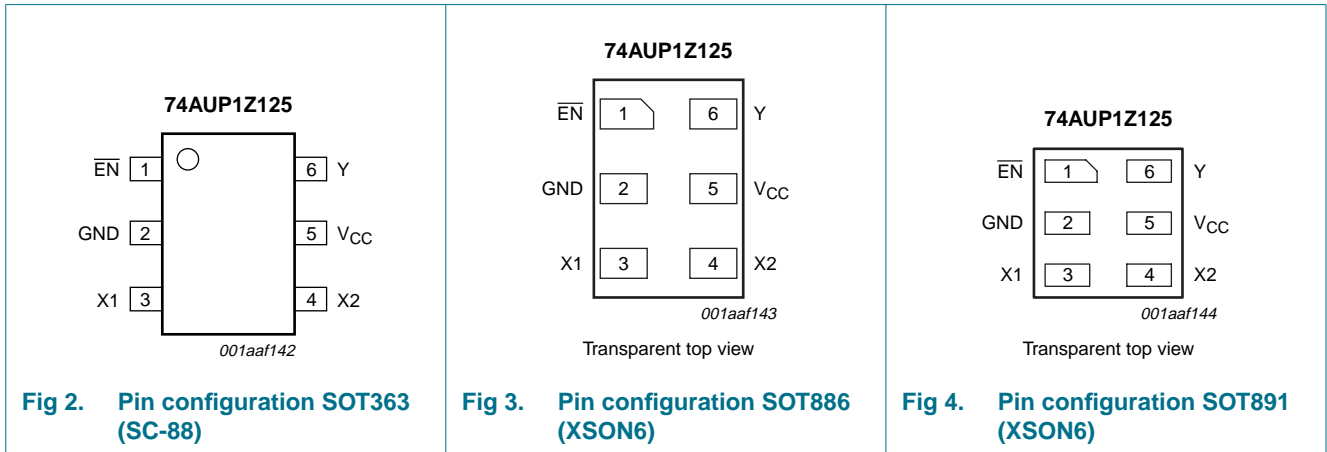 74AUP1Z125
E̅N̅ 1 6 Y
GND 2 5 VCC
X1 3 4 X2
001aaf142
Fig 2. Pin configuration SOT363
(SC-88)
74AUP1Z125
E̅N̅ 1 6 Y
GND 2 5 VCC
X1 3 4 X2
001aaf143
Transparent top view
Fig 3. Pin configuration SOT886
(XSON6)
74AUP1Z125
E̅N̅ 1 6 Y
GND 2 5 VCC
X1 3 4 X2
001aaf144
Transparent top view
Fig 4. Pin configuration SOT891
(XSON6)